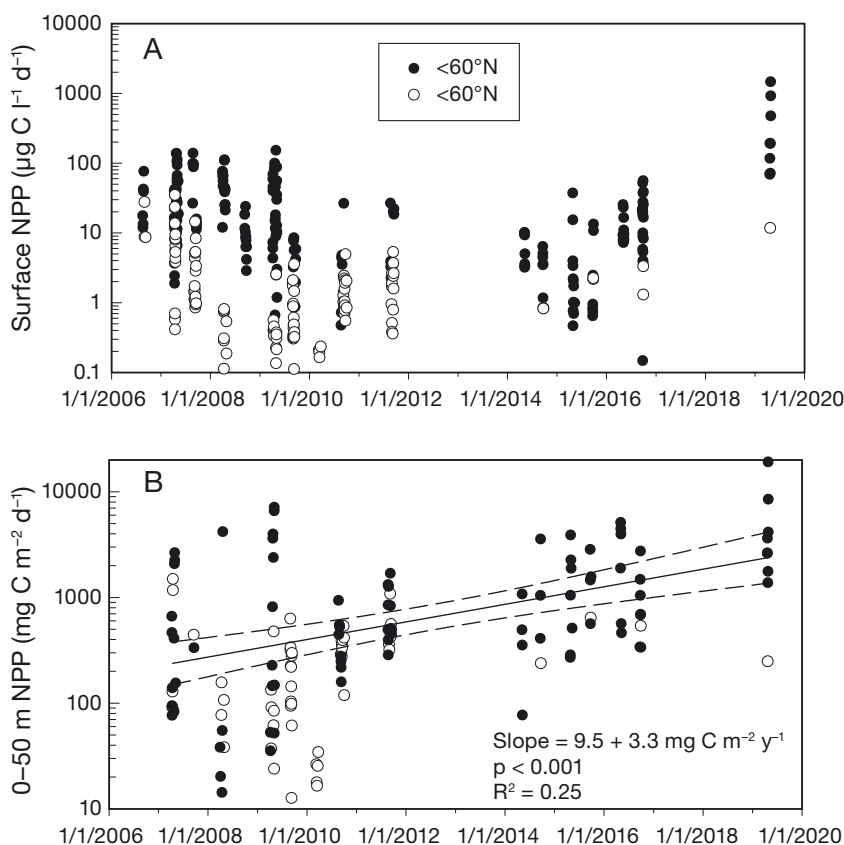 A
<60°N
<60°N
Surface NPP (µg C l⁻¹ d⁻¹)
10000
1000
100
10
1
0.1
1/1/2006 1/1/2008 1/1/2010 1/1/2012 1/1/2014 1/1/2016 1/1/2018 1/1/2020
B
0–50 m NPP (mg C m⁻² d⁻¹)
10000
1000
100
10
Slope = 9.5 + 3.3 mg C m⁻² y⁻¹
p < 0.001
R² = 0.25
1/1/2006 1/1/2008 1/1/2010 1/1/2012 1/1/2014 1/1/2016 1/1/2018 1/1/2020